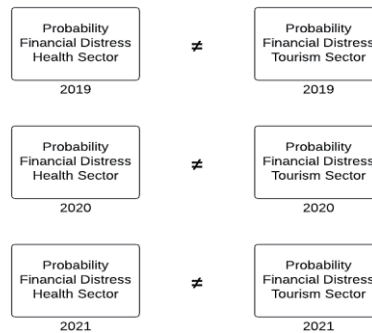 Probability
Financial Distress
Health Sector
≠
Probability
Financial Distress
Tourism Sector
2019
2019
Probability
Financial Distress
Health Sector
≠
Probability
Financial Distress
Tourism Sector
2020
2020
Probability
Financial Distress
Health Sector
≠
Probability
Financial Distress
Tourism Sector
2021
2021